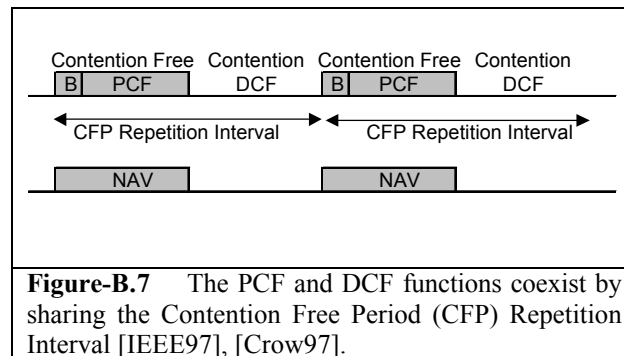 Contention Free Contention Contention Free Contention
B PCF DCF B PCF DCF
CFP Repetition Interval CFP Repetition Interval
NAV NAV
Figure-B.7 The PCF and DCF functions coexist by
sharing the Contention Free Period (CFP) Repetition
Interval [IEEE97], [Crow97].